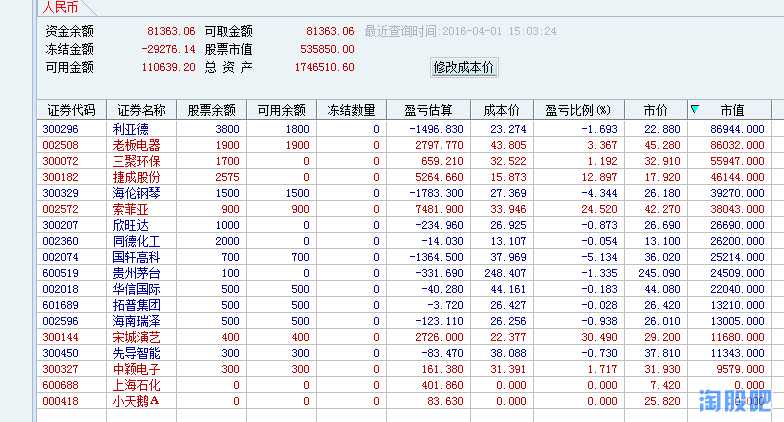 人民币
资金余额 81363.06 可取金额 81363.06 最近查询时间:2016-04-01 15:03:24
冻结金额 -29276.14 股票市值 535850.00
可用金额 110639.20 总 资 产 1746510.60 修改成本价
证券代码 证券名称 股票余额 可用余额 冻结数量 盈亏估算 成本价 盈亏比例(%) 市价 市值
300296 利亚德 3800 1800 0 -1496.830 23.274 -1.693 22.880 86944.000
002508 老板电器 1900 1900 0 2797.770 43.805 3.367 45.280 86032.000
300072 三聚环保 1700 0 0 659.210 32.522 1.192 32.910 55947.000
300182 捷成股份 2575 0 0 5264.660 15.873 12.897 17.920 46144.000
300329 海伦钢琴 1500 1500 0 -1783.300 27.369 -4.344 26.180 39270.000
002572 索菲亚 900 900 0 7481.900 33.946 24.520 42.270 38043.000
300207 欣旺达 1000 0 0 -234.960 26.925 -0.873 26.690 26690.000
002360 同德化工 2000 0 0 -14.030 13.107 -0.054 13.100 26200.000
002074 国轩高科 700 700 0 -1364.500 37.969 -5.134 36.020 25214.000
600519 贵州茅台 100 0 0 -331.690 248.407 -1.335 245.090 24509.000
002018 华信国际 500 500 0 -40.280 44.161 -0.183 44.080 22040.000
601689 拓普集团 500 500 0 -3.720 26.427 -0.028 26.420 13210.000
002596 海南瑞泽 500 500 0 -123.110 26.256 -0.938 26.010 13005.000
300144 宋城演艺 400 400 0 2726.000 22.377 30.490 29.200 11680.000
300450 先导智能 300 300 0 -83.470 38.088 -0.730 37.810 11343.000
300327 中颖电子 300 300 0 161.380 31.391 1.717 31.930 9579.000
600688 上海石化 0 0 0 401.860 0.000 0.000 7.420
000418 小天鹅A 0 0 0 83.630 0.000 0.000 25.820
淘股吧